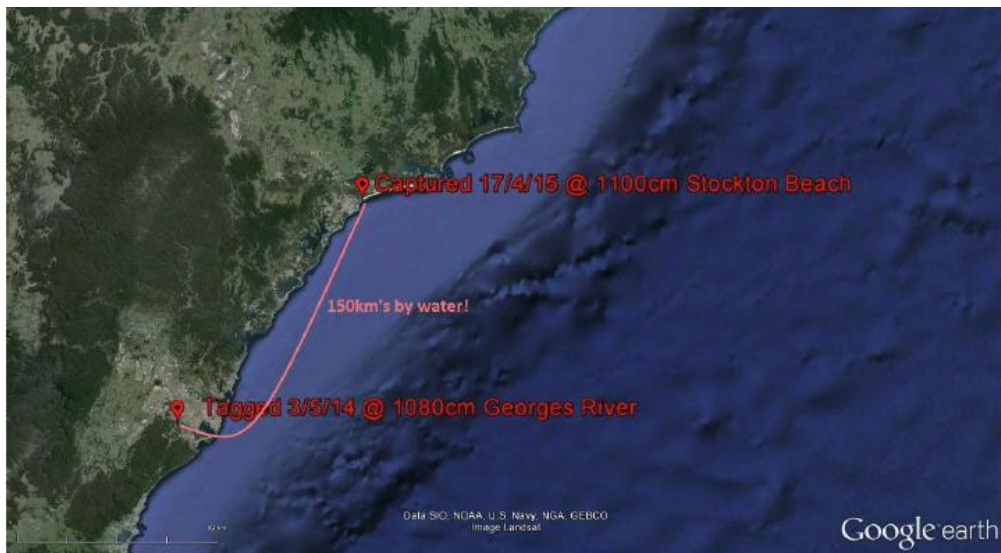 Captured 17/4/15 @ 1100cm Stockton Beach
150km's by water!
Tagged 3/5/14 @ 1080cm Georges River
Data SIO, NOAA, U.S. Navy, NGA, GEBCO
Image Landsat
Google earth